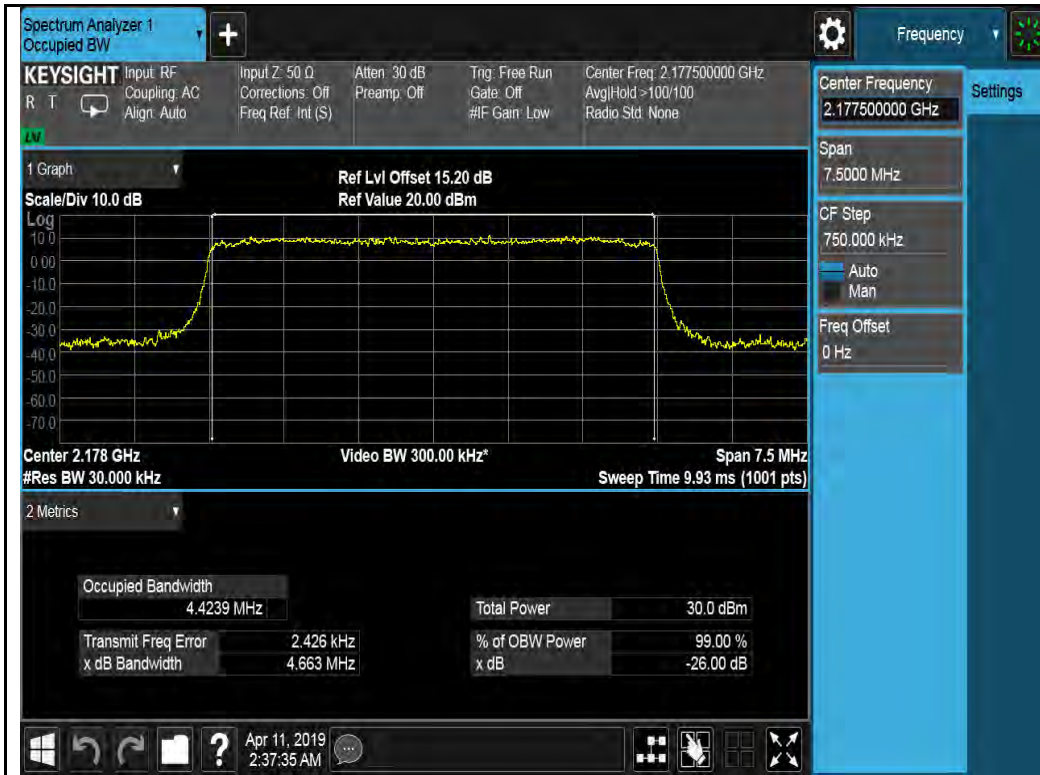 Spectrum Analyzer 1
Occupied BW
+
Frequency
KEYSIGHT
R T
LV
Input: RF
Coupling: AC
Align: Auto
Input Z: 50 Ω
Corrections: Off
Freq Ref: Int (S)
Atten: 30 dB
Preamp: Off
Trig: Free Run
Gate: Off
#IF Gain: Low
Center Freq: 2.177500000 GHz
Avg|Hold >100/100
Radio Std: None
Center Frequency
2.177500000 GHz
Settings
Span
7.5000 MHz
CF Step
750.000 kHz
Auto
Man
Freq Offset
0 Hz
1 Graph
Scale/Div 10.0 dB
Ref Lvl Offset 15.20 dB
Ref Value 20.00 dBm
Log
10.0
0.00
-10.0
-20.0
-30.0
-40.0
-50.0
-60.0
-70.0
Center 2.178 GHz
#Res BW 30.000 kHz
Video BW 300.00 kHz*
Span 7.5 MHz
Sweep Time 9.93 ms (1001 pts)
2 Metrics
Occupied Bandwidth
4.4239 MHz
Total Power 30.0 dBm
Transmit Freq Error 2.426 kHz
% of OBW Power 99.00 %
x dB Bandwidth 4.663 MHz
x dB -26.00 dB
?
Apr 11, 2019
2:37:35 AM